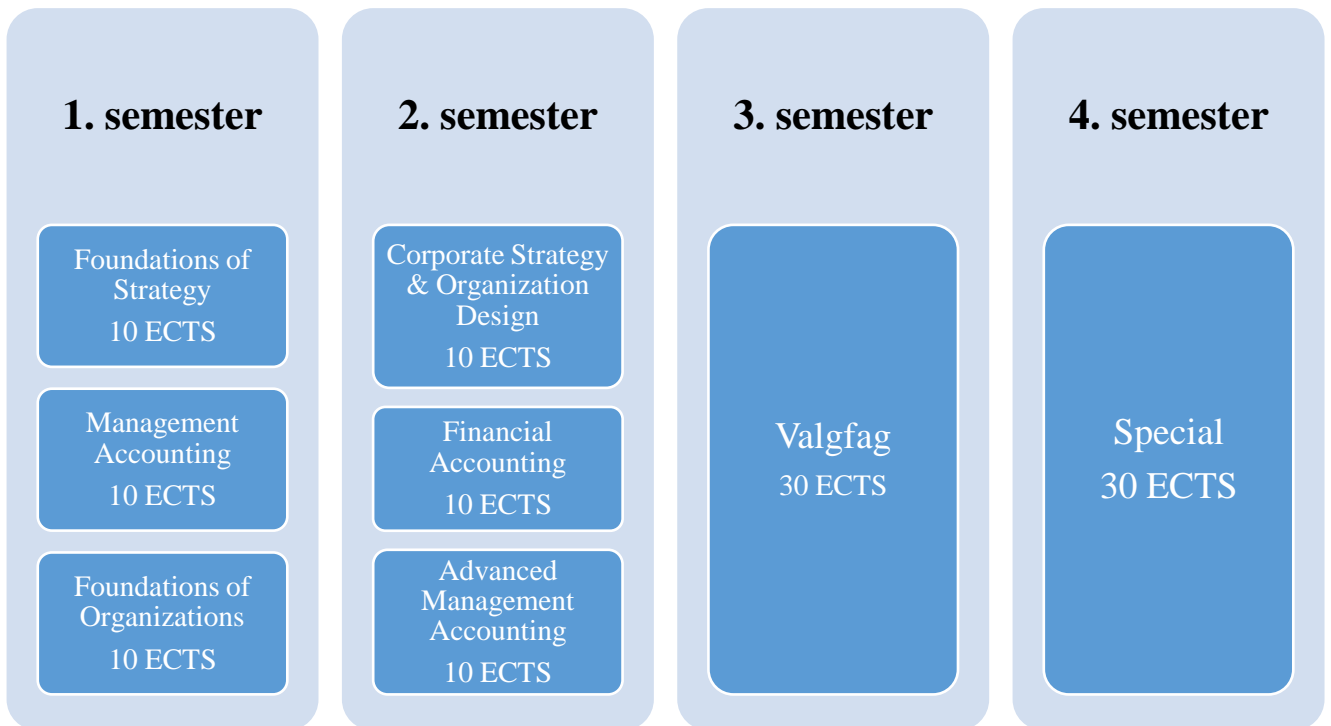 1. semester
Foundations of
Strategy
10 ECTS
Management
Accounting
10 ECTS
Foundations of
Organizations
10 ECTS
2. semester
Corporate Strategy
& Organization
Design
10 ECTS
Financial
Accounting
10 ECTS
Advanced
Management
Accounting
10 ECTS
3. semester
Valgfag
30 ECTS
4. semester
Special
30 ECTS